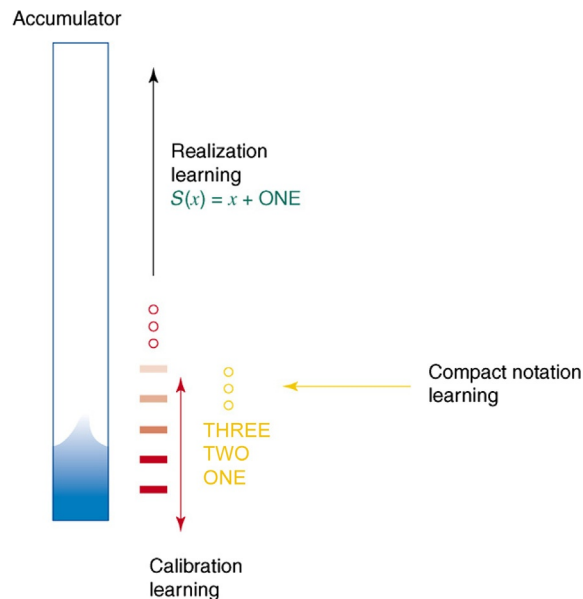 Accumulator
Realization
learning
S(x) = x + ONE
Compact notation
learning
THREE
TWO
ONE
Calibration
learning